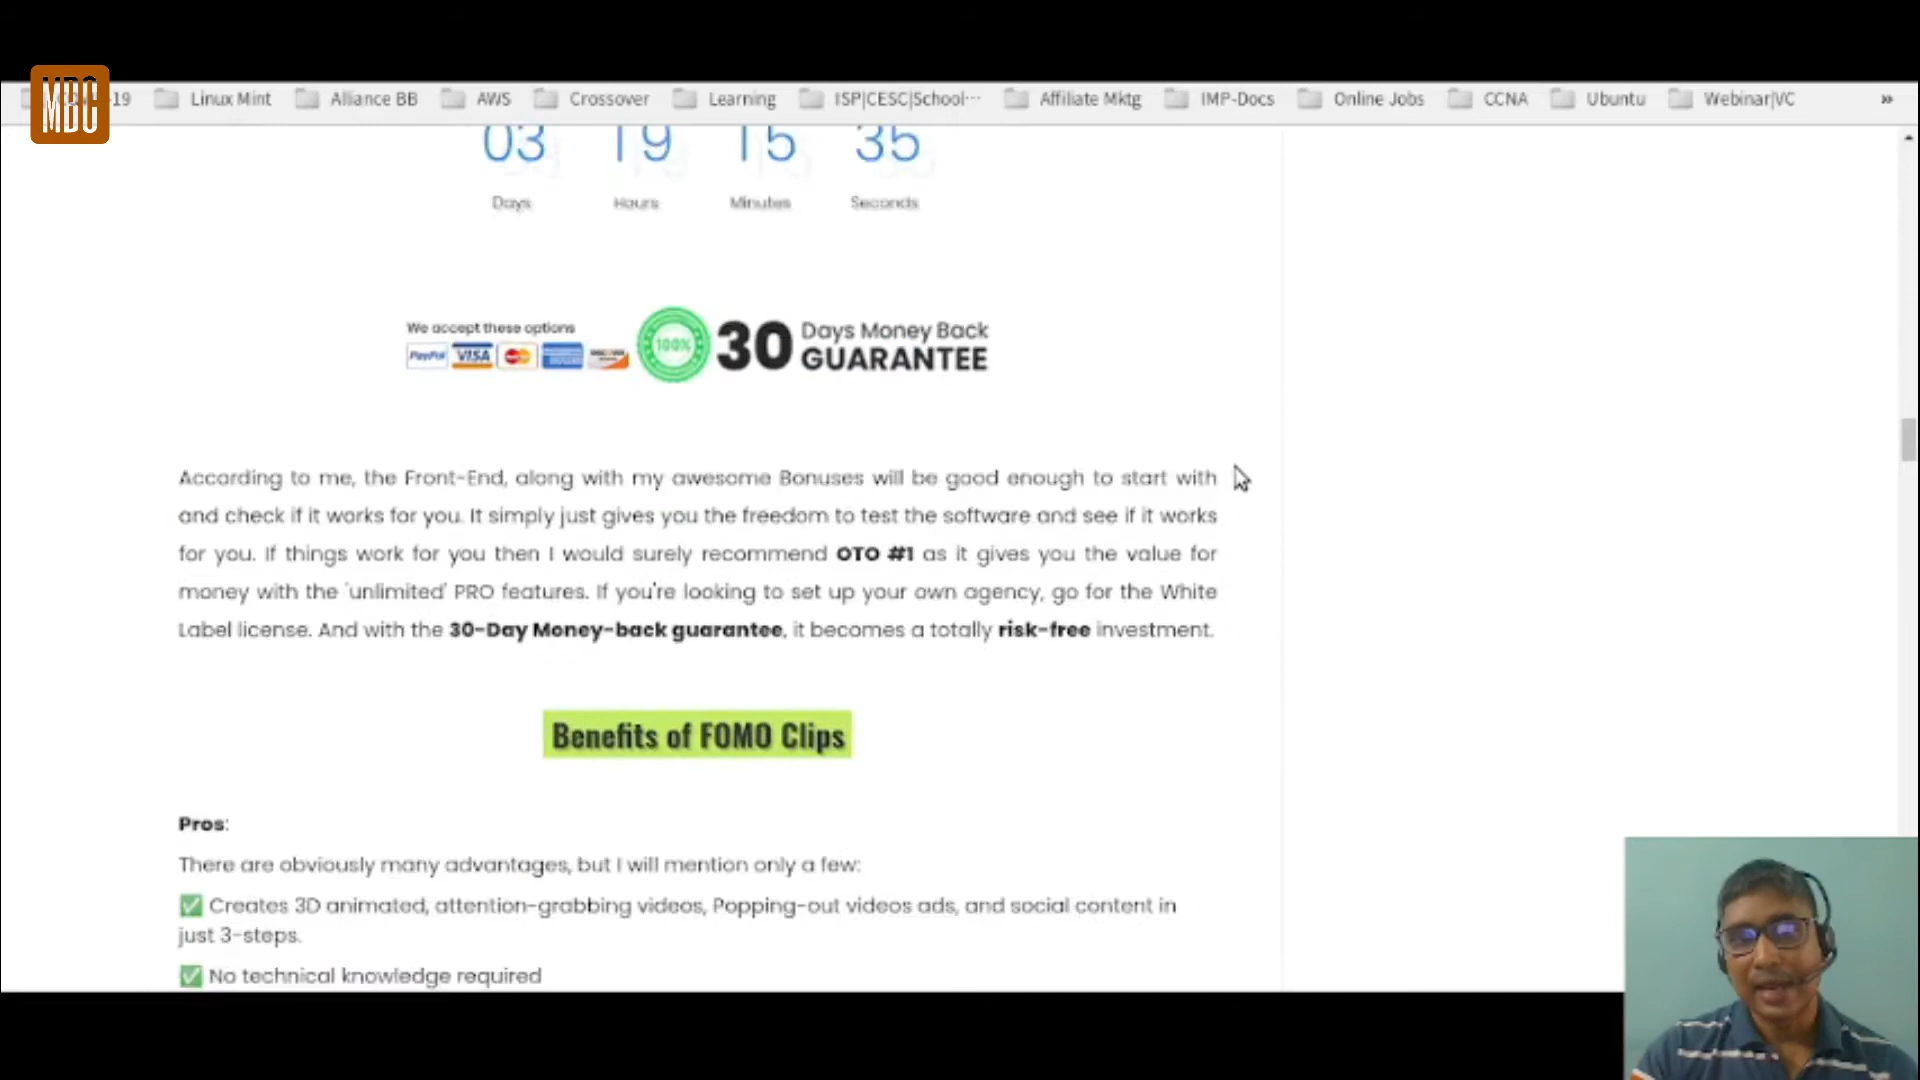 MBC
19 Linux Mint Alliance BB AWS Crossover Learning ISP|CESC|School… Affiliate Mktg IMP-Docs Online Jobs CCNA Ubuntu Webinar|VC »
03 19 15 35
Days Hours Minutes Seconds
We accept these options
PayPal VISA
100%
30 Days Money Back
GUARANTEE
According to me, the Front-End, along with my awesome Bonuses will be good enough to start with
and check if it works for you. It simply just gives you the freedom to test the software and see if it works
for you. If things work for you then I would surely recommend OTO #1 as it gives you the value for
money with the 'unlimited' PRO features. If you're looking to set up your own agency, go for the White
Label license. And with the 30-Day Money-back guarantee, it becomes a totally risk-free investment.
Benefits of FOMO Clips
Pros:
There are obviously many advantages, but I will mention only a few:
✅ Creates 3D animated, attention-grabbing videos, Popping-out videos ads, and social content in
just 3-steps.
✅ No technical knowledge required